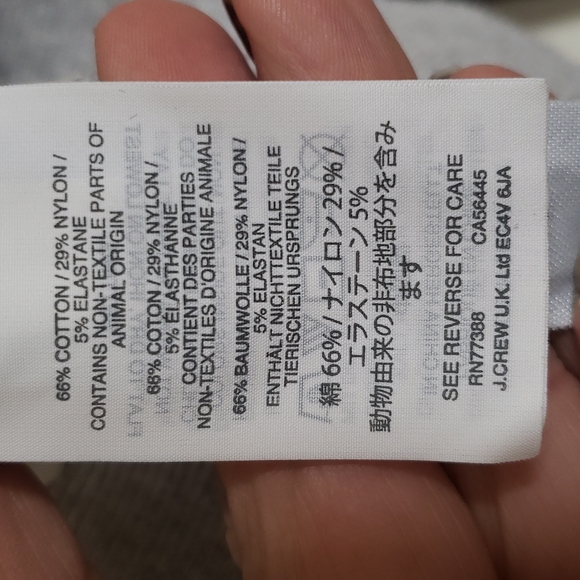 66% COTTON / 29% NYLON /
5% ELASTANE
CONTAINS NON-TEXTILE PARTS OF
ANIMAL ORIGIN
66% COTON / 29% NYLON /
5% ÉLASTHANNE
CONTIENT DES PARTIES
NON-TEXTILES D'ORIGINE ANIMALE
66% BAUMWOLLE / 29% NYLON /
5% ELASTAN
ENTHÄLT NICHTTEXTILE TEILE
TIERISCHEN URSPRUNGS
綿 66% / ナイロン 29% /
エラステーン 5%
動物由来の非布地部分を含み
ます
SEE REVERSE FOR CARE
RN77388 CA56445
J.CREW U.K. Ltd EC4V 6JA